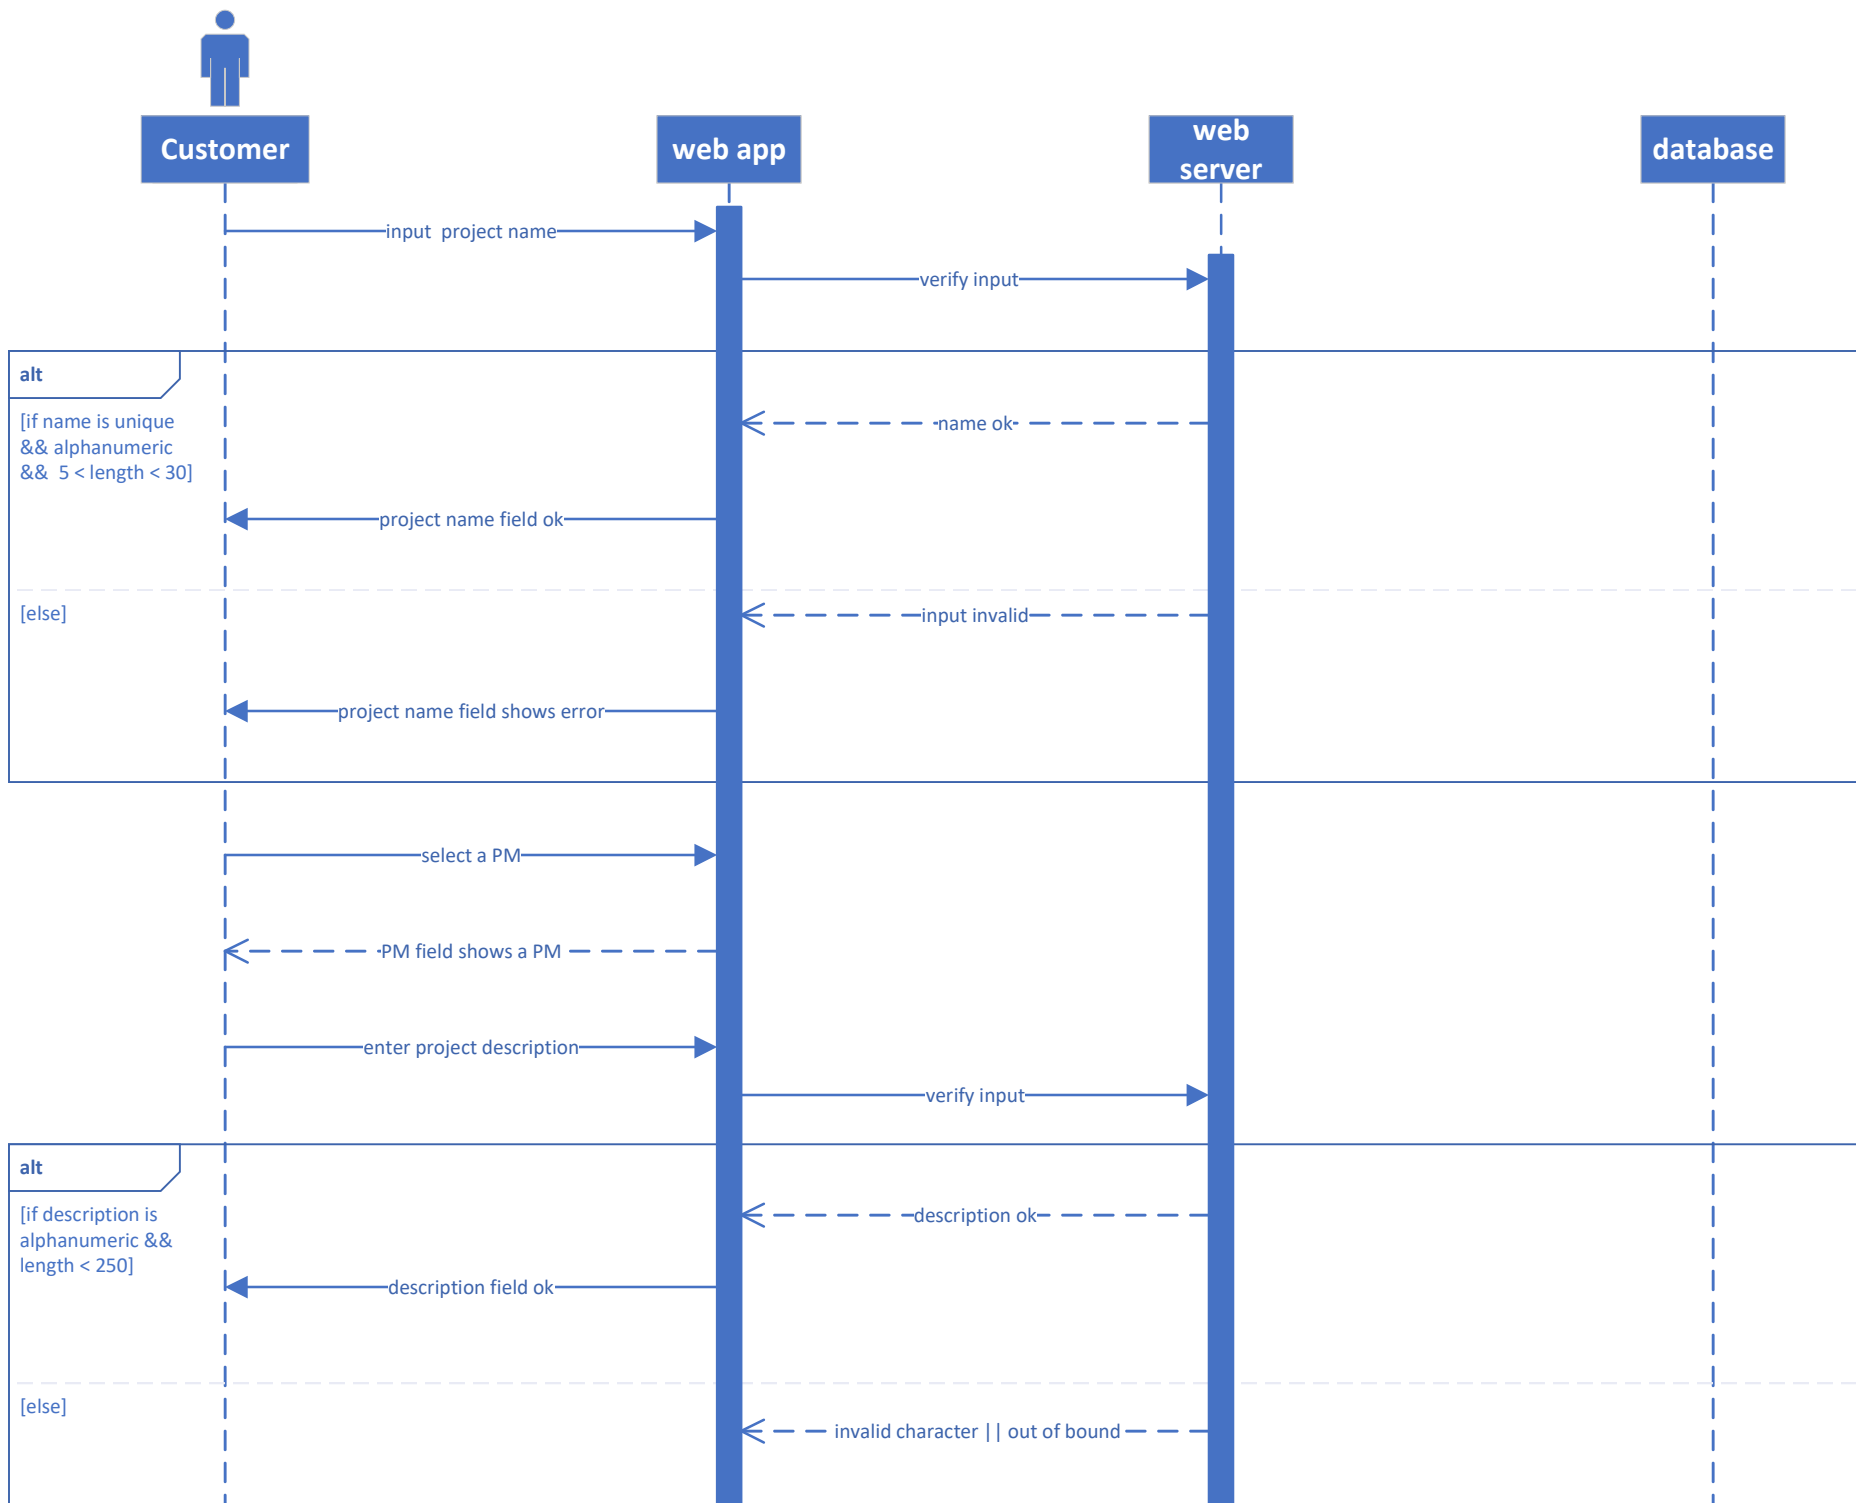 Customer
web app
web
server
database
input  project name
verify input
alt
[if name is unique
&& alphanumeric
&&  5 < length < 30]
name ok
project name field ok
[else]
input invalid
project name field shows error
select a PM
PM field shows a PM
enter project description
verify input
alt
[if description is
alphanumeric &&
length < 250]
description ok
description field ok
[else]
invalid character || out of bound